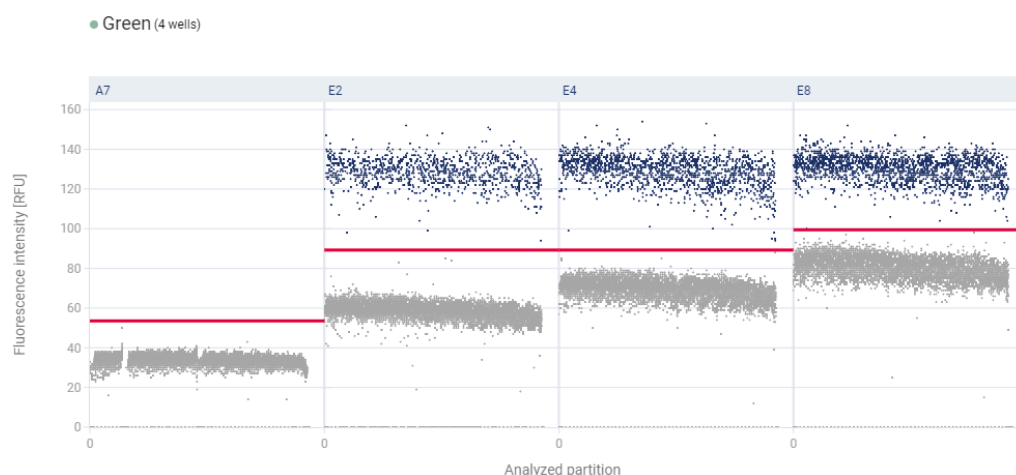 Green (4 wells)
A7 E2 E4 E8
160
140
120
100
80
60
40
20
0
Fluorescence intensity [RFU]
0 0 0 0
Analyzed partition